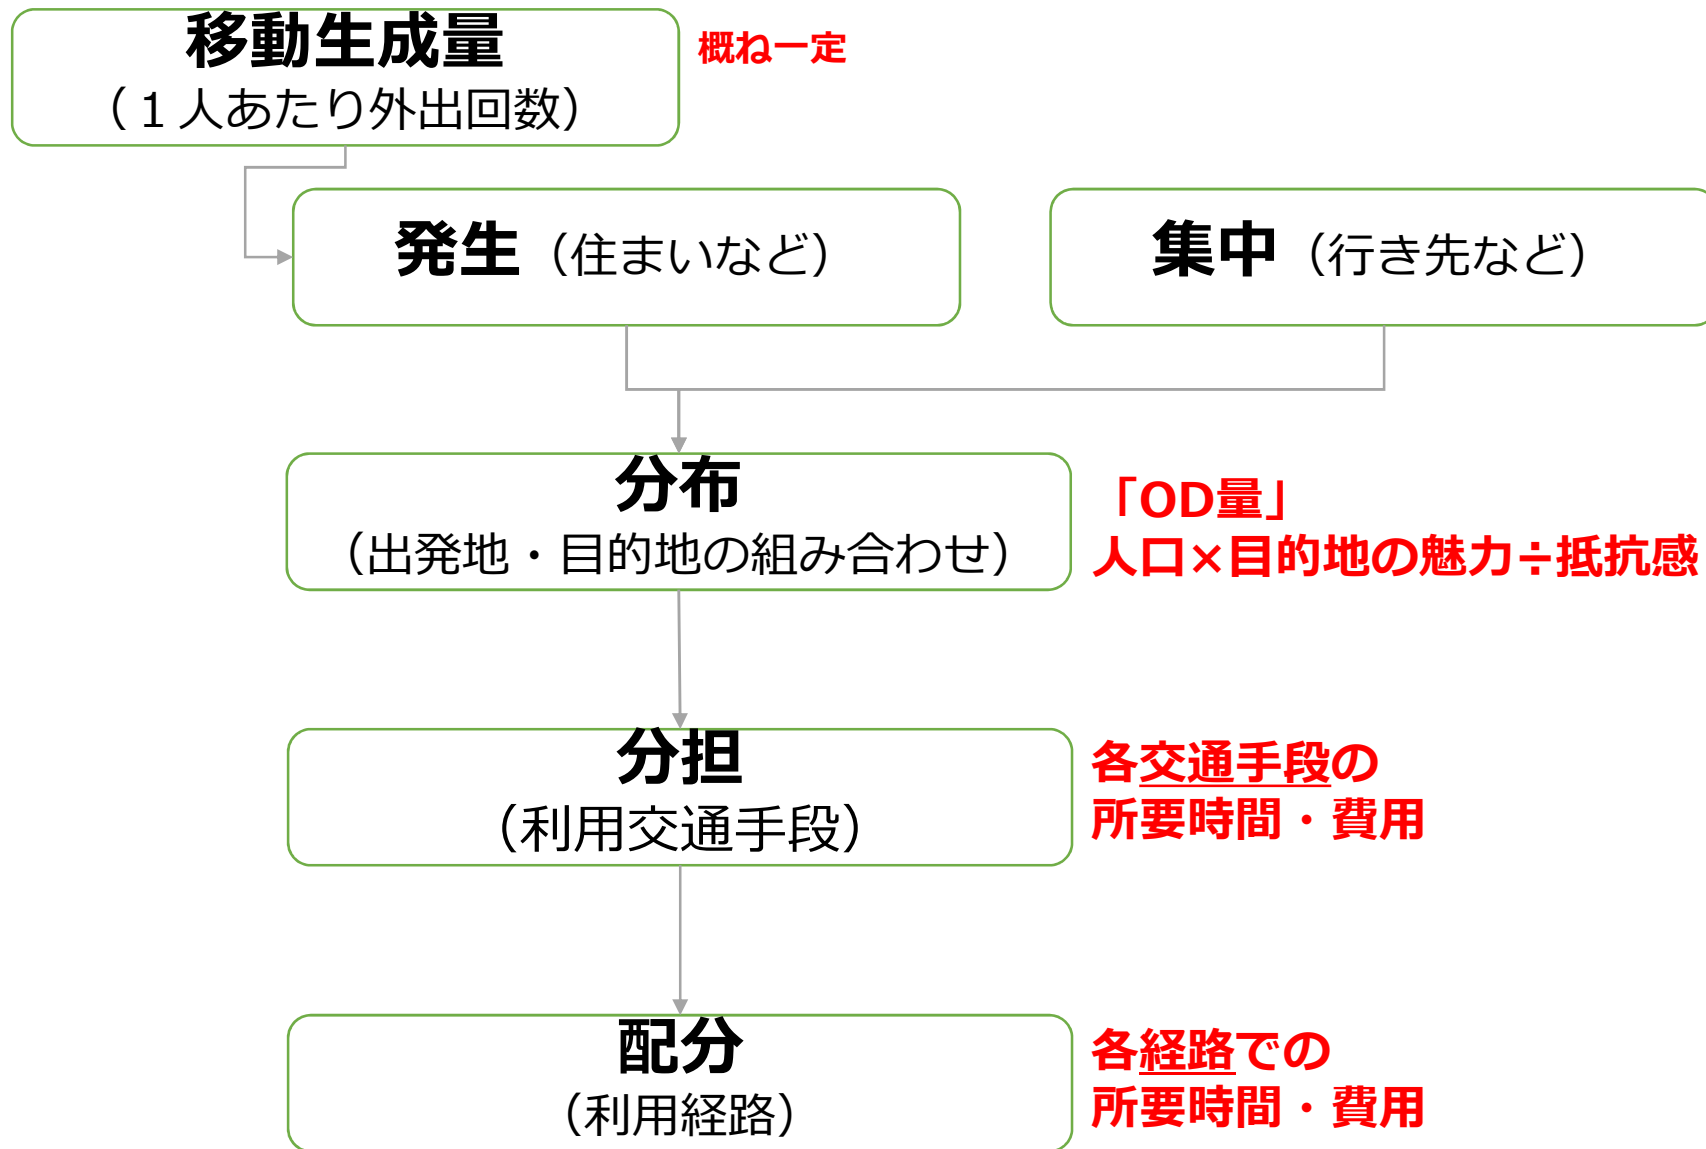 移動生成量
（１人あたり外出回数）
概ね一定
発生（住まいなど）
集中（行き先など）
分布
（出発地・目的地の組み合わせ）
「OD量」
人口×目的地の魅力÷抵抗感
分担
（利用交通手段）
各交通手段の
所要時間・費用
配分
（利用経路）
各経路での
所要時間・費用